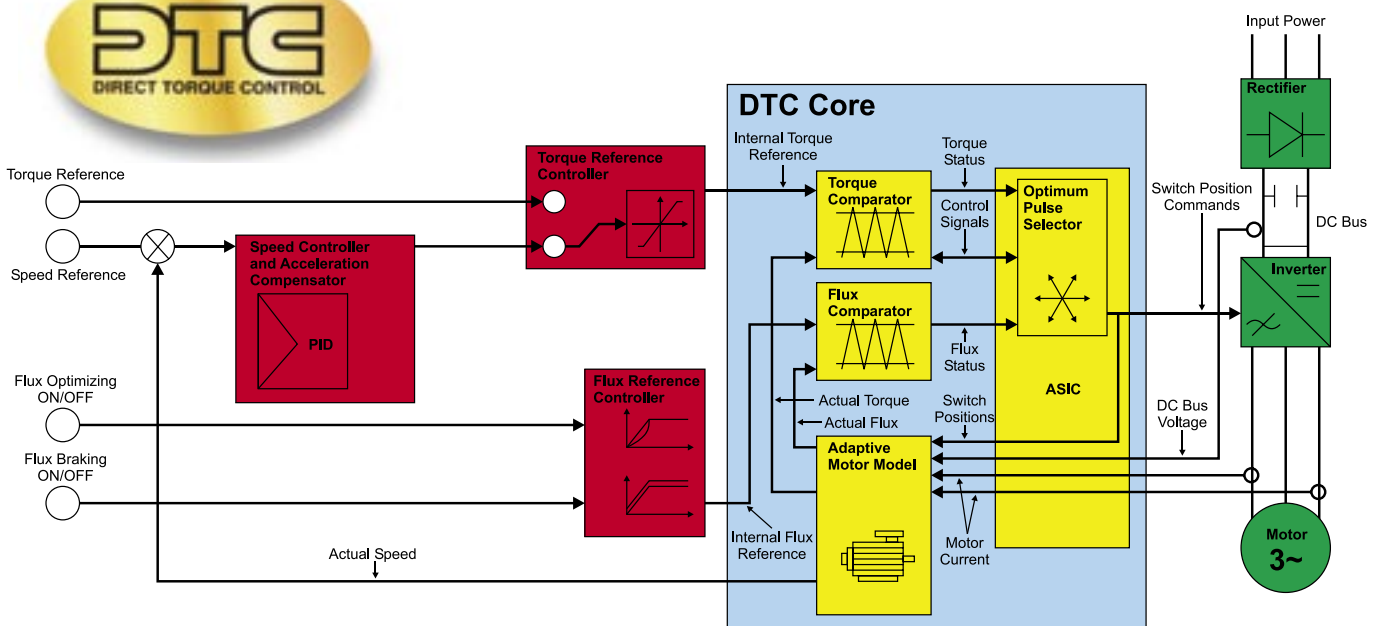 DTC
DIRECT TORQUE CONTROL
Input Power
Rectifier
DTC Core
Internal Torque
Reference
Torque
Status
Torque Reference
Controller
Torque Reference
Torque
Comparator
Control
Signals
Optimum
Pulse
Selector
Switch Position
Commands
DC Bus
Speed Reference
Speed Controller
and Acceleration
Compensator
PID
Inverter
Flux
Comparator
Flux
Status
Flux Optimizing
ON/OFF
Flux Reference
Controller
Actual Torque
Actual Flux
Switch
Positions
ASIC
DC Bus
Voltage
Flux Braking
ON/OFF
Adaptive
Motor Model
Internal Flux
Reference
Motor
Current
Actual Speed
Motor
3~